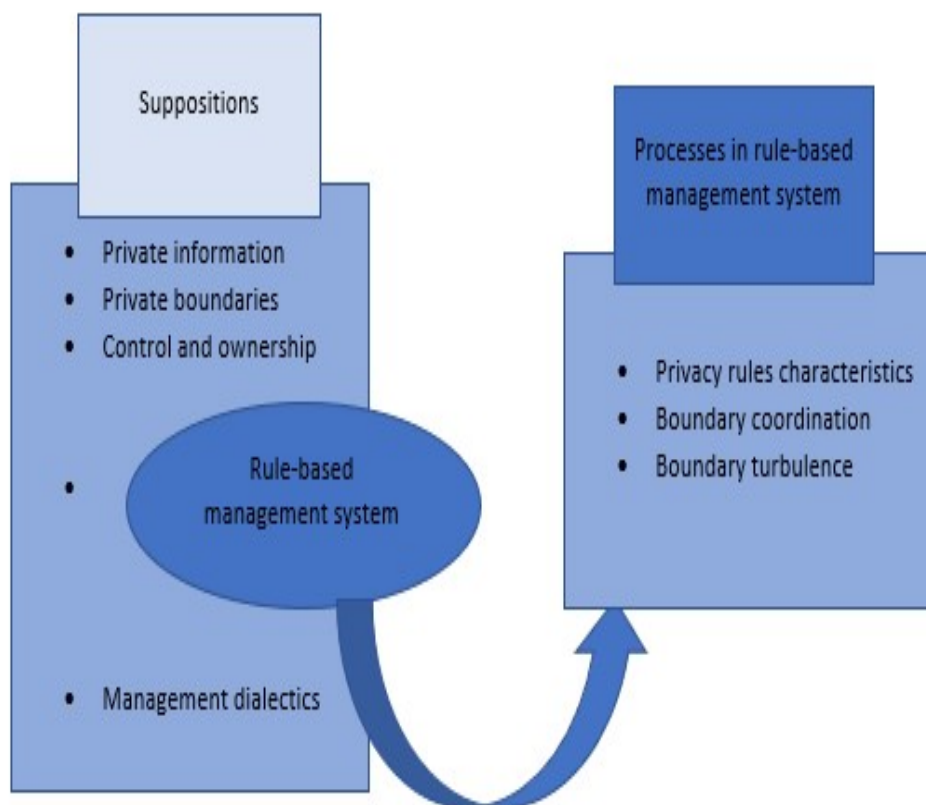 Suppositions
• Private information
• Private boundaries
• Control and ownership
• Rule-based
management system
• Management dialectics
Processes in rule-based
management system
• Privacy rules characteristics
• Boundary coordination
• Boundary turbulence